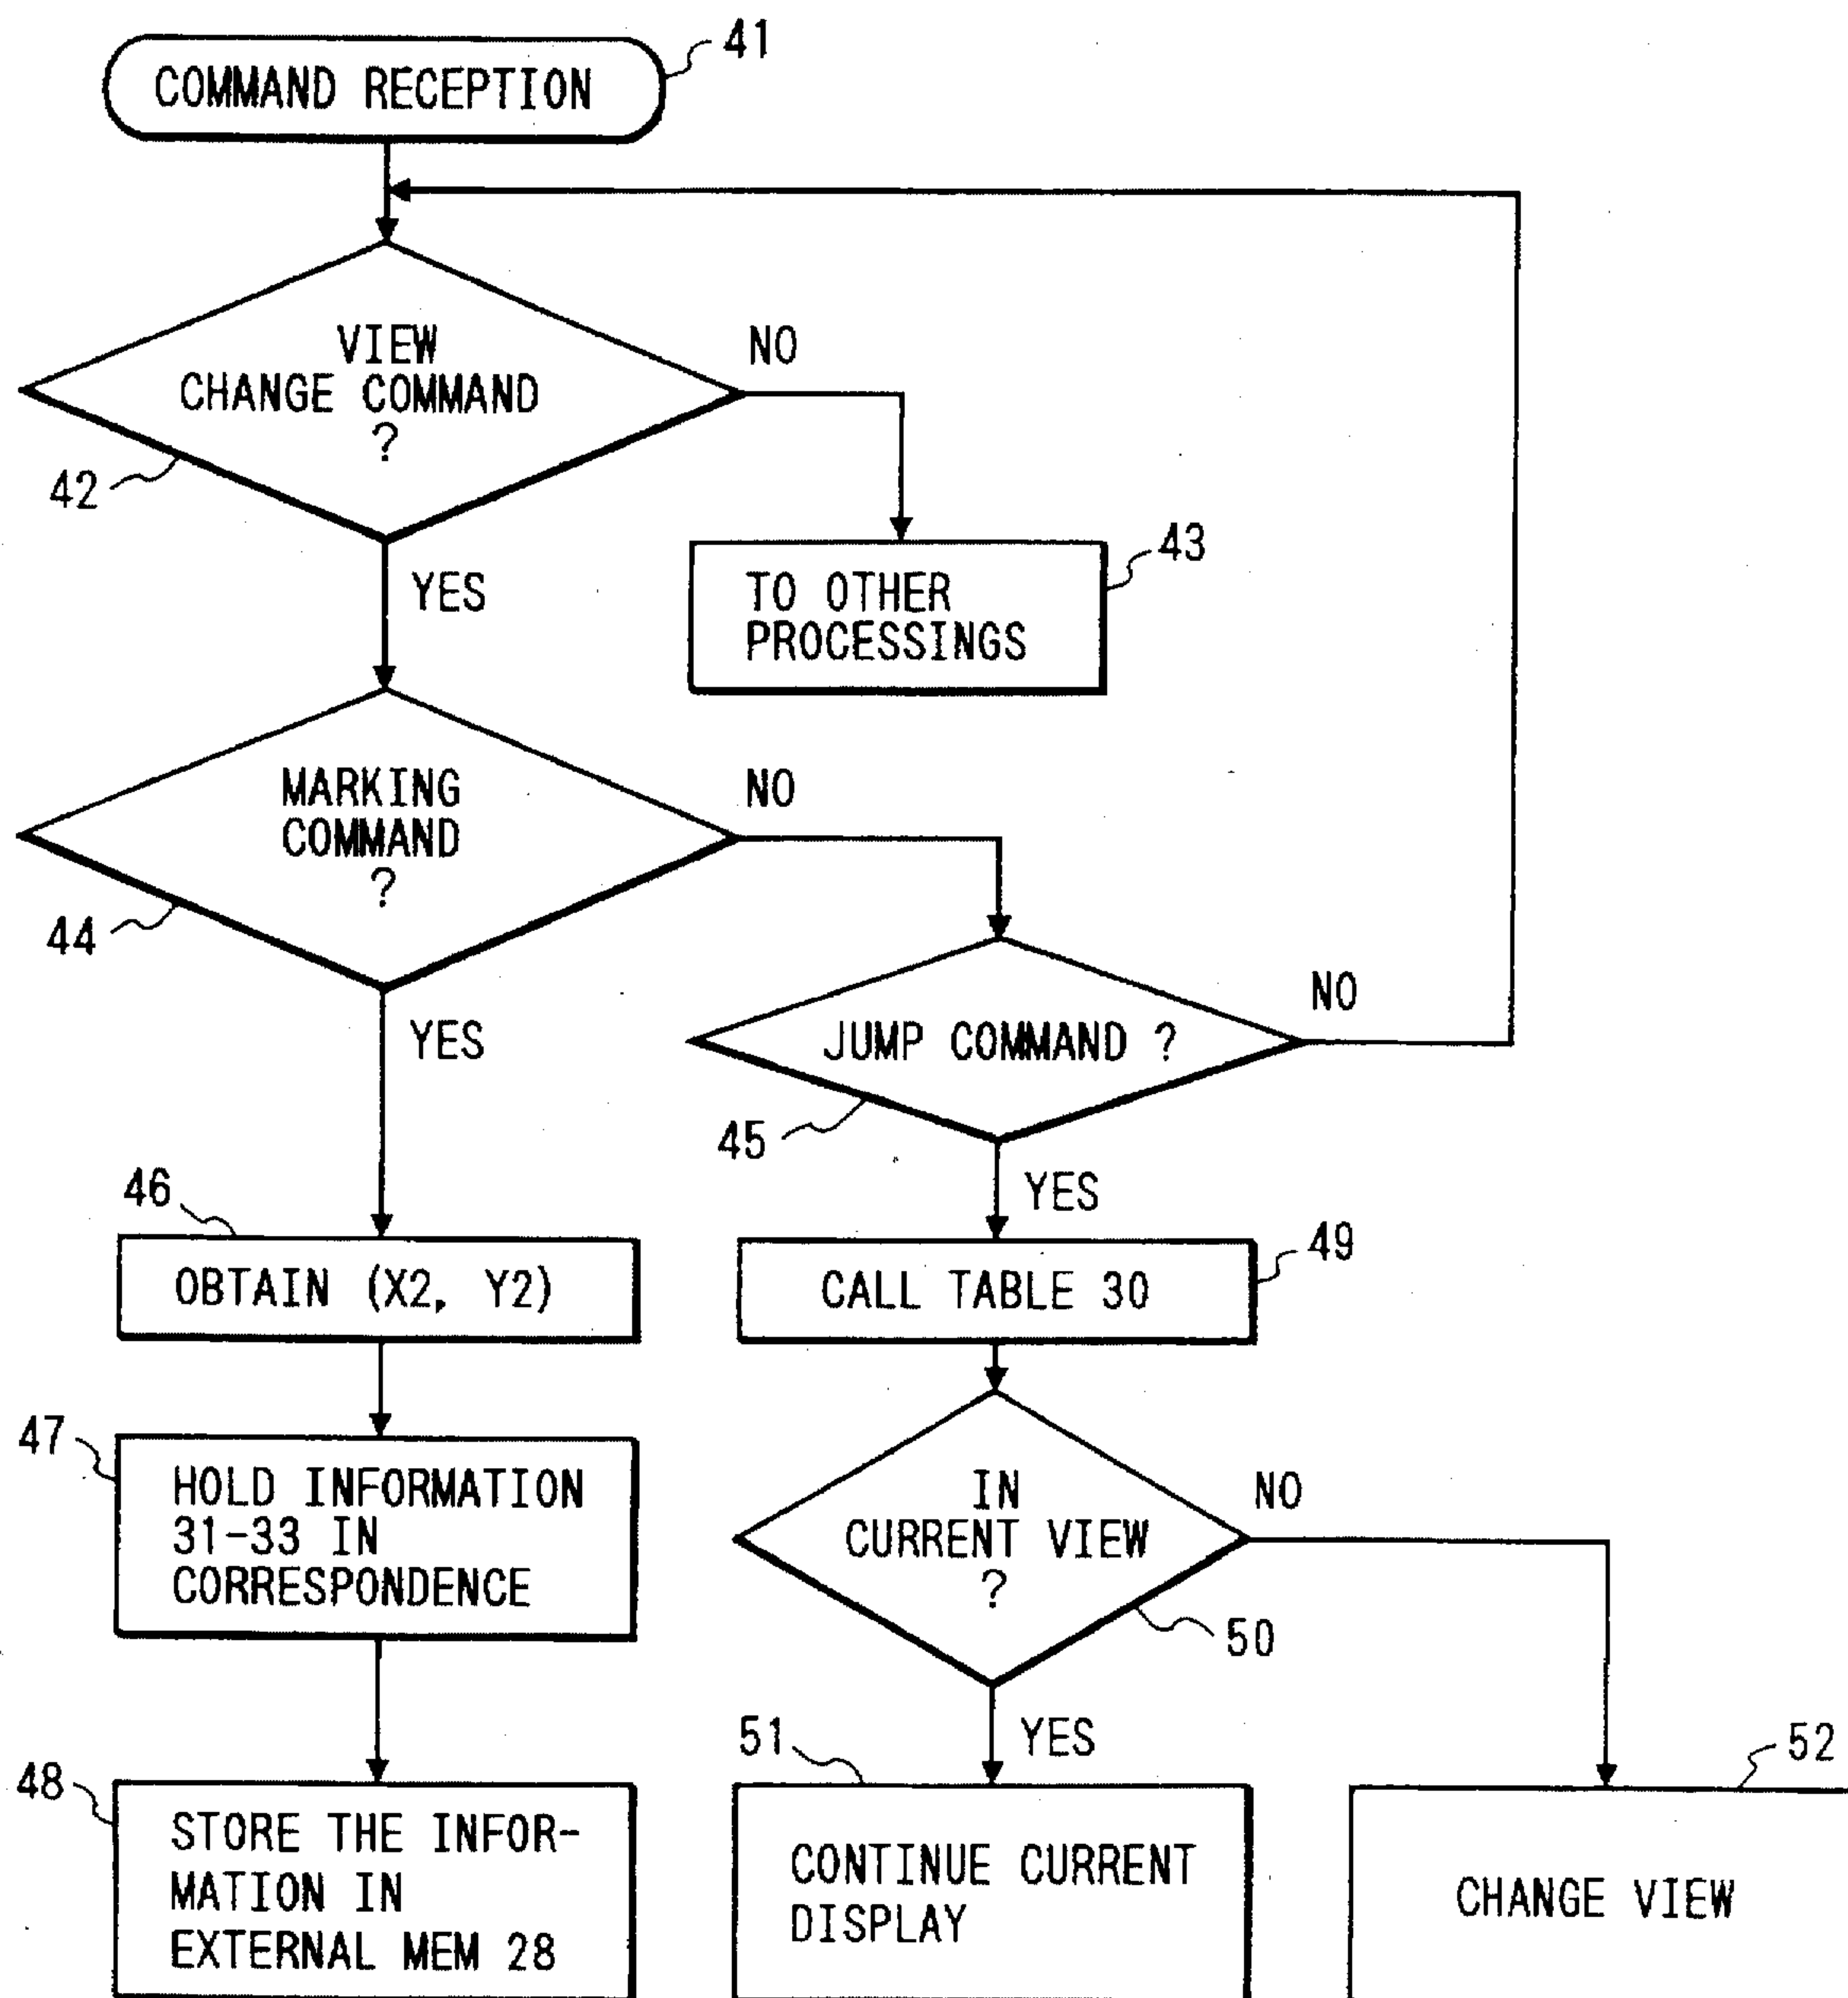 41
COMMAND RECEPTION
VIEW
CHANGE COMMAND
?
NO
42
43
YES
TO OTHER
PROCESSINGS
MARKING
COMMAND
?
NO
44
NO
YES
JUMP COMMAND ?
45
46
YES
49
OBTAIN (X2, Y2)
CALL TABLE 30
47
HOLD INFORMATION
31-33 IN
CORRESPONDENCE
IN
CURRENT VIEW
?
NO
50
51
YES
52
48
STORE THE INFOR-
MATION IN
EXTERNAL MEM 28
CONTINUE CURRENT
DISPLAY
CHANGE VIEW